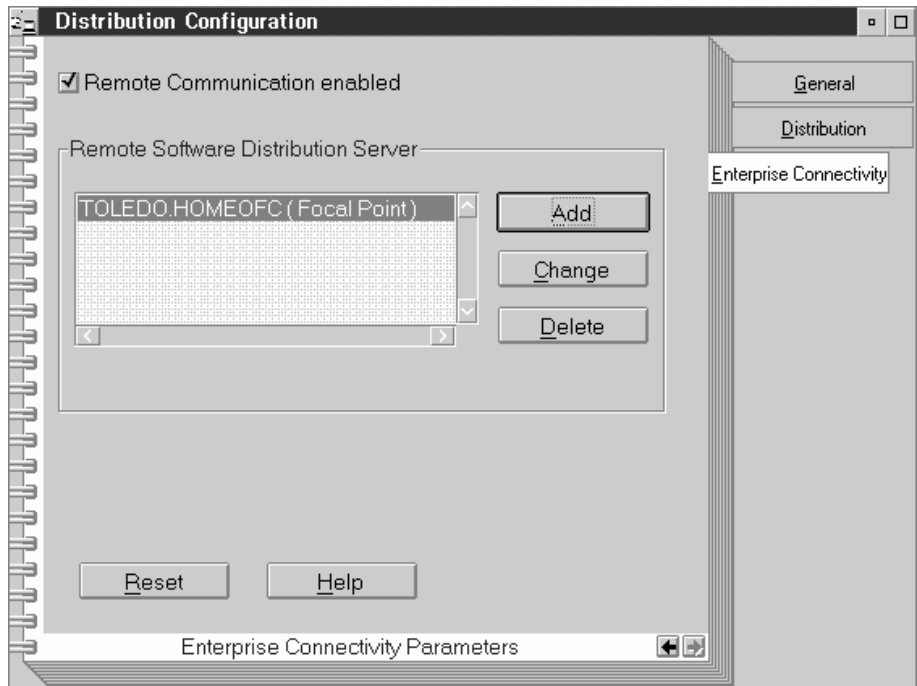 Distribution Configuration
Remote Communication enabled
Remote Software Distribution Server
TOLEDO.HOMEOFC ( Focal Point )
Add
Change
Delete
Reset
Help
Enterprise Connectivity Parameters
General
Distribution
Enterprise Connectivity